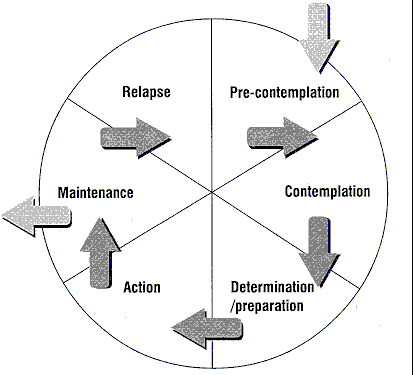 Relapse
Pre-contemplation
Maintenance
Contemplation
Action
Determination
/preparation